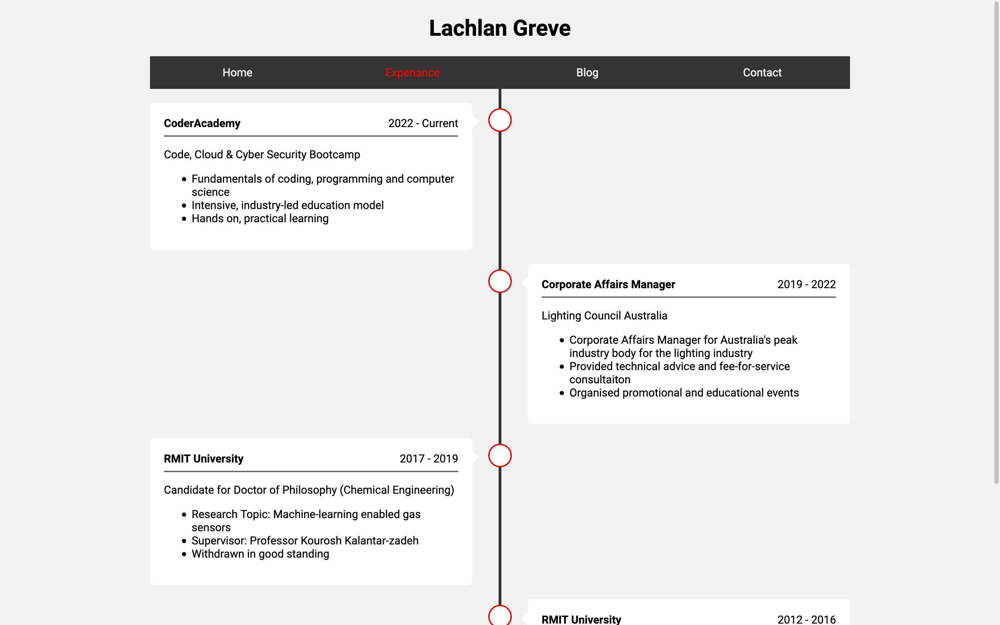 Lachlan Greve
Home Experiance Blog Contact
CoderAcademy 2022 - Current
Code, Cloud & Cyber Security Bootcamp
• Fundamentals of coding, programming and computer
science
• Intensive, industry-led education model
• Hands on, practical learning
Corporate Affairs Manager 2019 - 2022
Lighting Council Australia
• Corporate Affairs Manager for Australia's peak
industry body for the lighting industry
• Provided technical advice and fee-for-service
consultaiton
• Organised promotional and educational events
RMIT University 2017 - 2019
Candidate for Doctor of Philosophy (Chemical Engineering)
• Research Topic: Machine-learning enabled gas
sensors
• Supervisor: Professor Kourosh Kalantar-zadeh
• Withdrawn in good standing
RMIT University 2012 - 2016